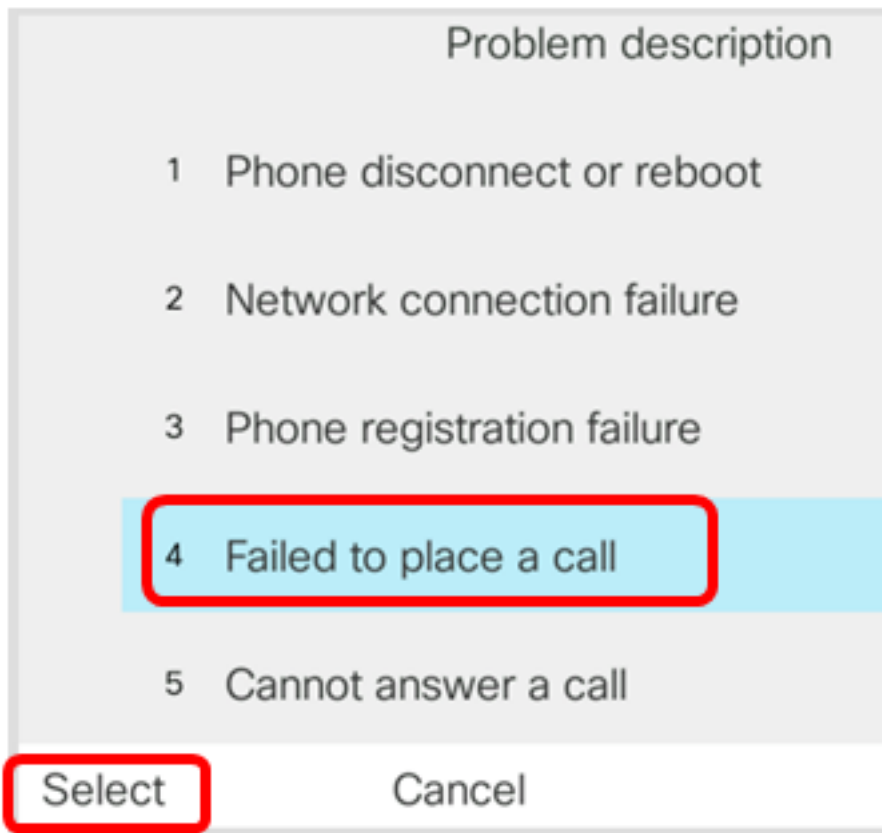 Problem description
1 Phone disconnect or reboot
2 Network connection failure
3 Phone registration failure
4 Failed to place a call
5 Cannot answer a call
Select Cancel